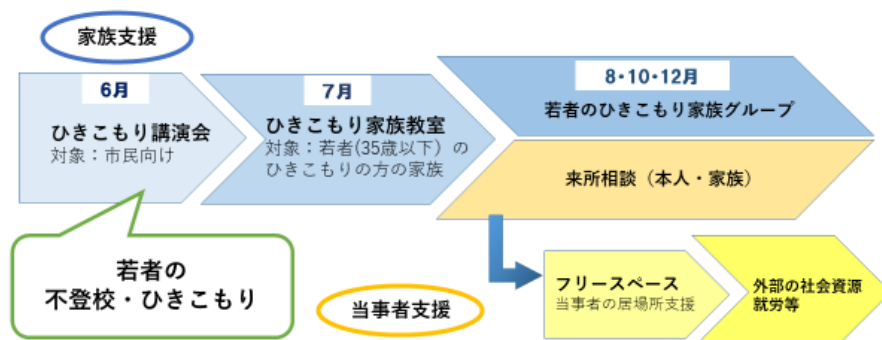 家族支援
6月
ひきこもり講演会
対象：市民向け
7月
ひきこもり家族教室
対象：若者(35歳以下）の
ひきこもりの方の家族
8・10・12月
若者のひきこもり家族グループ
来所相談（本人・家族）
若者の
不登校・ひきこもり
当事者支援
フリースペース
当事者の居場所支援
外部の社会資源
就労等